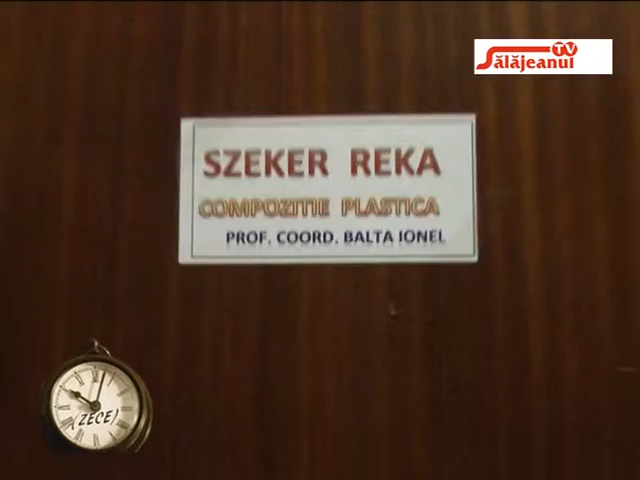 Sălăjeanul TV
SZEKER REKA
COMPOZITIE PLASTICA
PROF. COORD. BALTA IONEL
(ZECE)